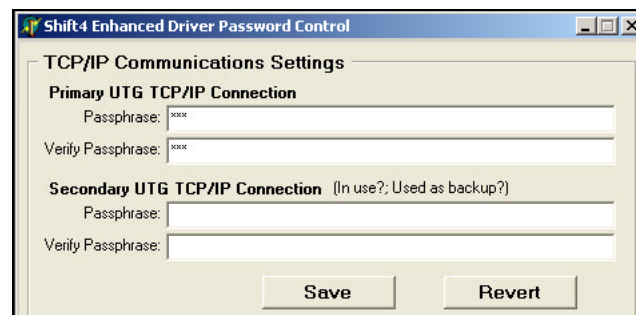 Shift4 Enhanced Driver Password Control
TCP/IP Communications Settings
Primary UTG TCP/IP Connection
Passphrase: ***
Verify Passphrase: ***
Secondary UTG TCP/IP Connection (In use?; Used as backup?)
Passphrase:
Verify Passphrase:
Save Revert